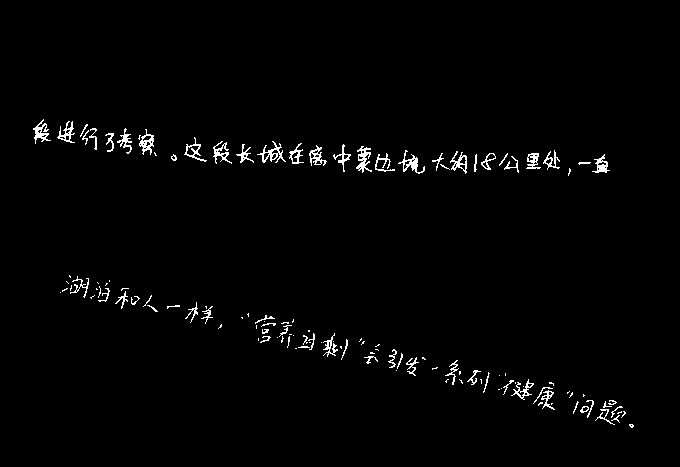 段进行了考察。这段长城在离中蒙边境大约18公里处,一直
湖泊和人一样,“营养过剩”会引发一系列“健康”问题。